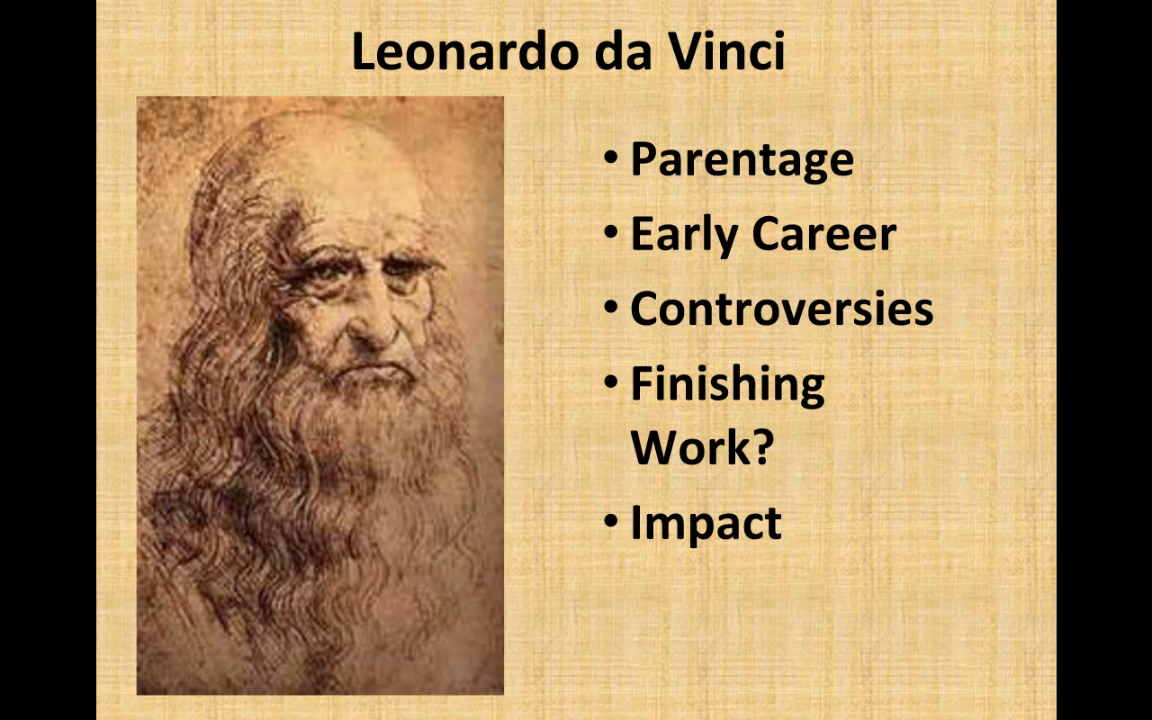 Leonardo da Vinci
• Parentage
• Early Career
• Controversies
• Finishing
Work?
• Impact